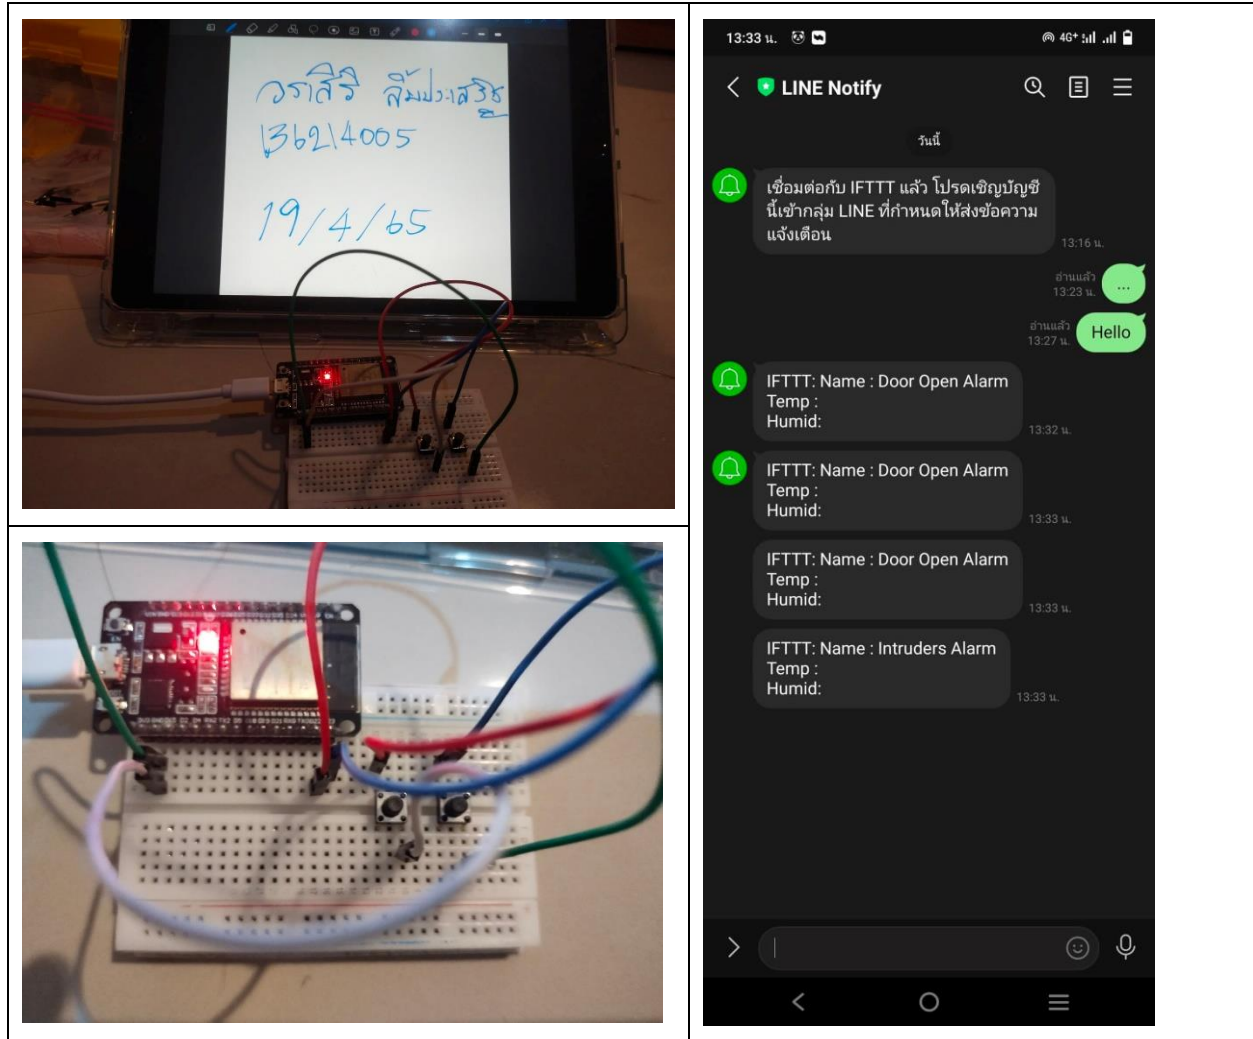 วราสิริ ลิ้มประเสริฐ
B6214005
19/4/65
13:33 น.
4G+
LINE Notify
วันนี้
เชื่อมต่อกับ IFTTT แล้ว โปรดเชิญบัญชี
นี้เข้ากลุ่ม LINE ที่กำหนดให้ส่งข้อความ
แจ้งเตือน
13:16 น.
อ่านแล้ว
13:23 น.
...
อ่านแล้ว
13:27 น.
Hello
IFTTT: Name : Door Open Alarm
Temp :
Humid:
13:32 น.
IFTTT: Name : Door Open Alarm
Temp :
Humid:
13:33 น.
IFTTT: Name : Door Open Alarm
Temp :
Humid:
13:33 น.
IFTTT: Name : Intruders Alarm
Temp :
Humid:
13:33 น.